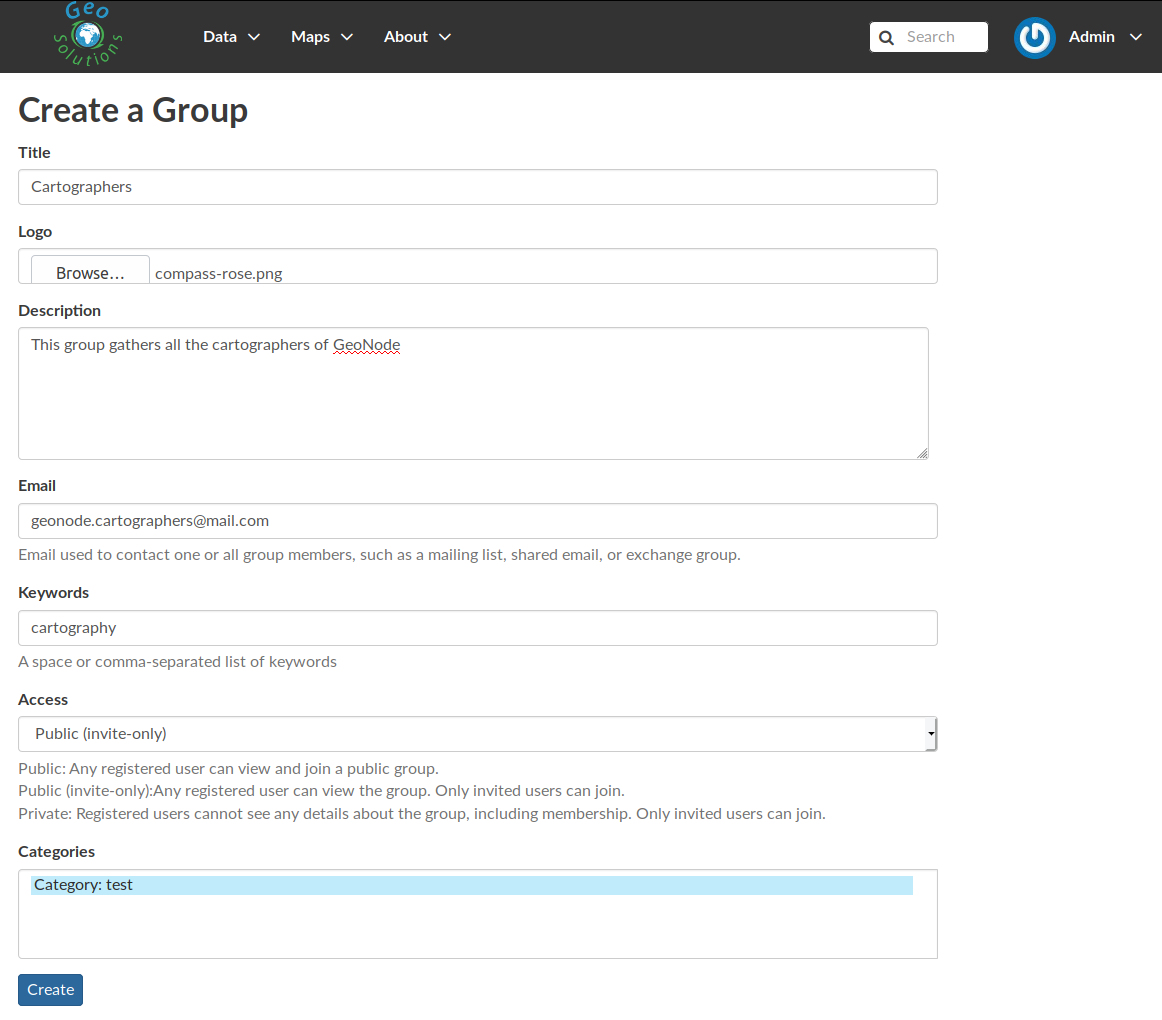 Geo
Solutions
Data
Maps
About
Search
Admin
Create a Group
Title
Cartographers
Logo
Browse... compass-rose.png
Description
This group gathers all the cartographers of GeoNode
Email
geonode.cartographers@mail.com
Email used to contact one or all group members, such as a mailing list, shared email, or exchange group.
Keywords
cartography
A space or comma-separated list of keywords
Access
Public (invite-only)
Public: Any registered user can view and join a public group.
Public (invite-only):Any registered user can view the group. Only invited users can join.
Private: Registered users cannot see any details about the group, including membership. Only invited users can join.
Categories
Category: test
Create